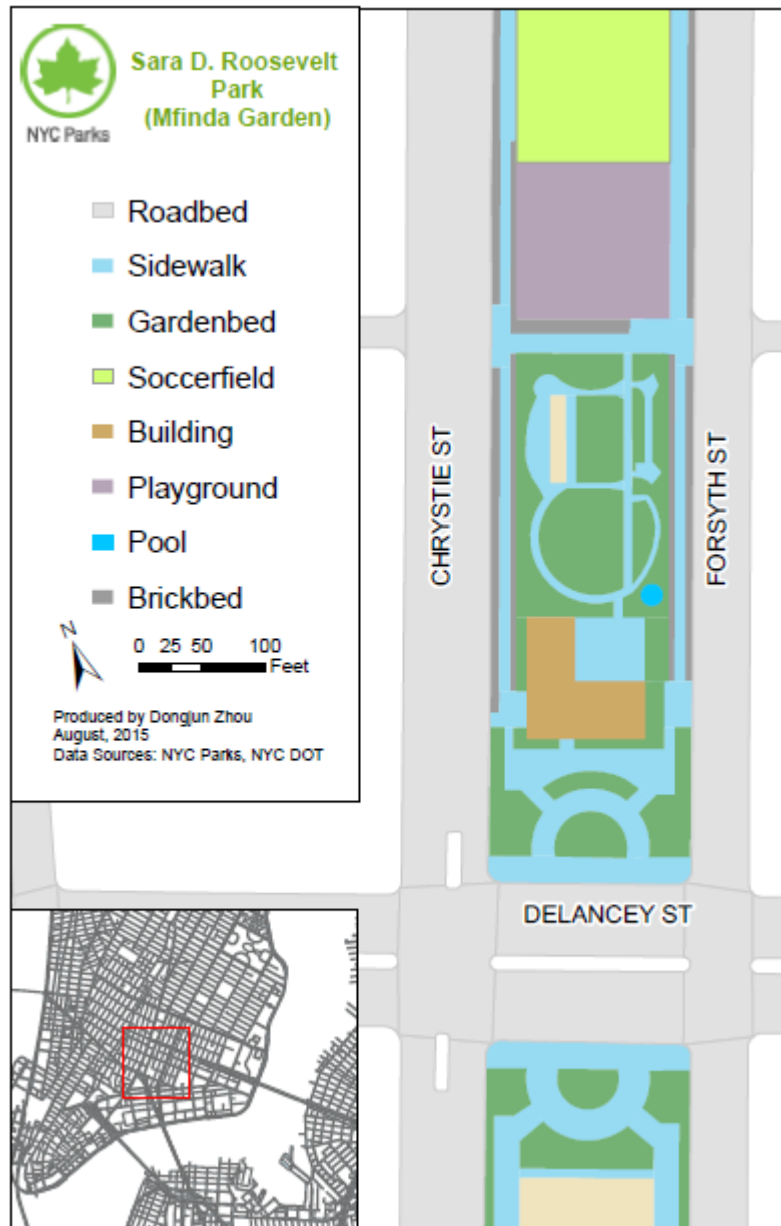 Sara D. Roosevelt
Park
(Mfinda Garden)
NYC Parks
Roadbed
Sidewalk
Gardenbed
Soccerfield
Building
Playground
Pool
Brickbed
N
0 25 50 100
Feet
Produced by Dongjun Zhou
August, 2015
Data Sources: NYC Parks, NYC DOT
CHRYSTIE ST
FORSYTH ST
DELANCEY ST